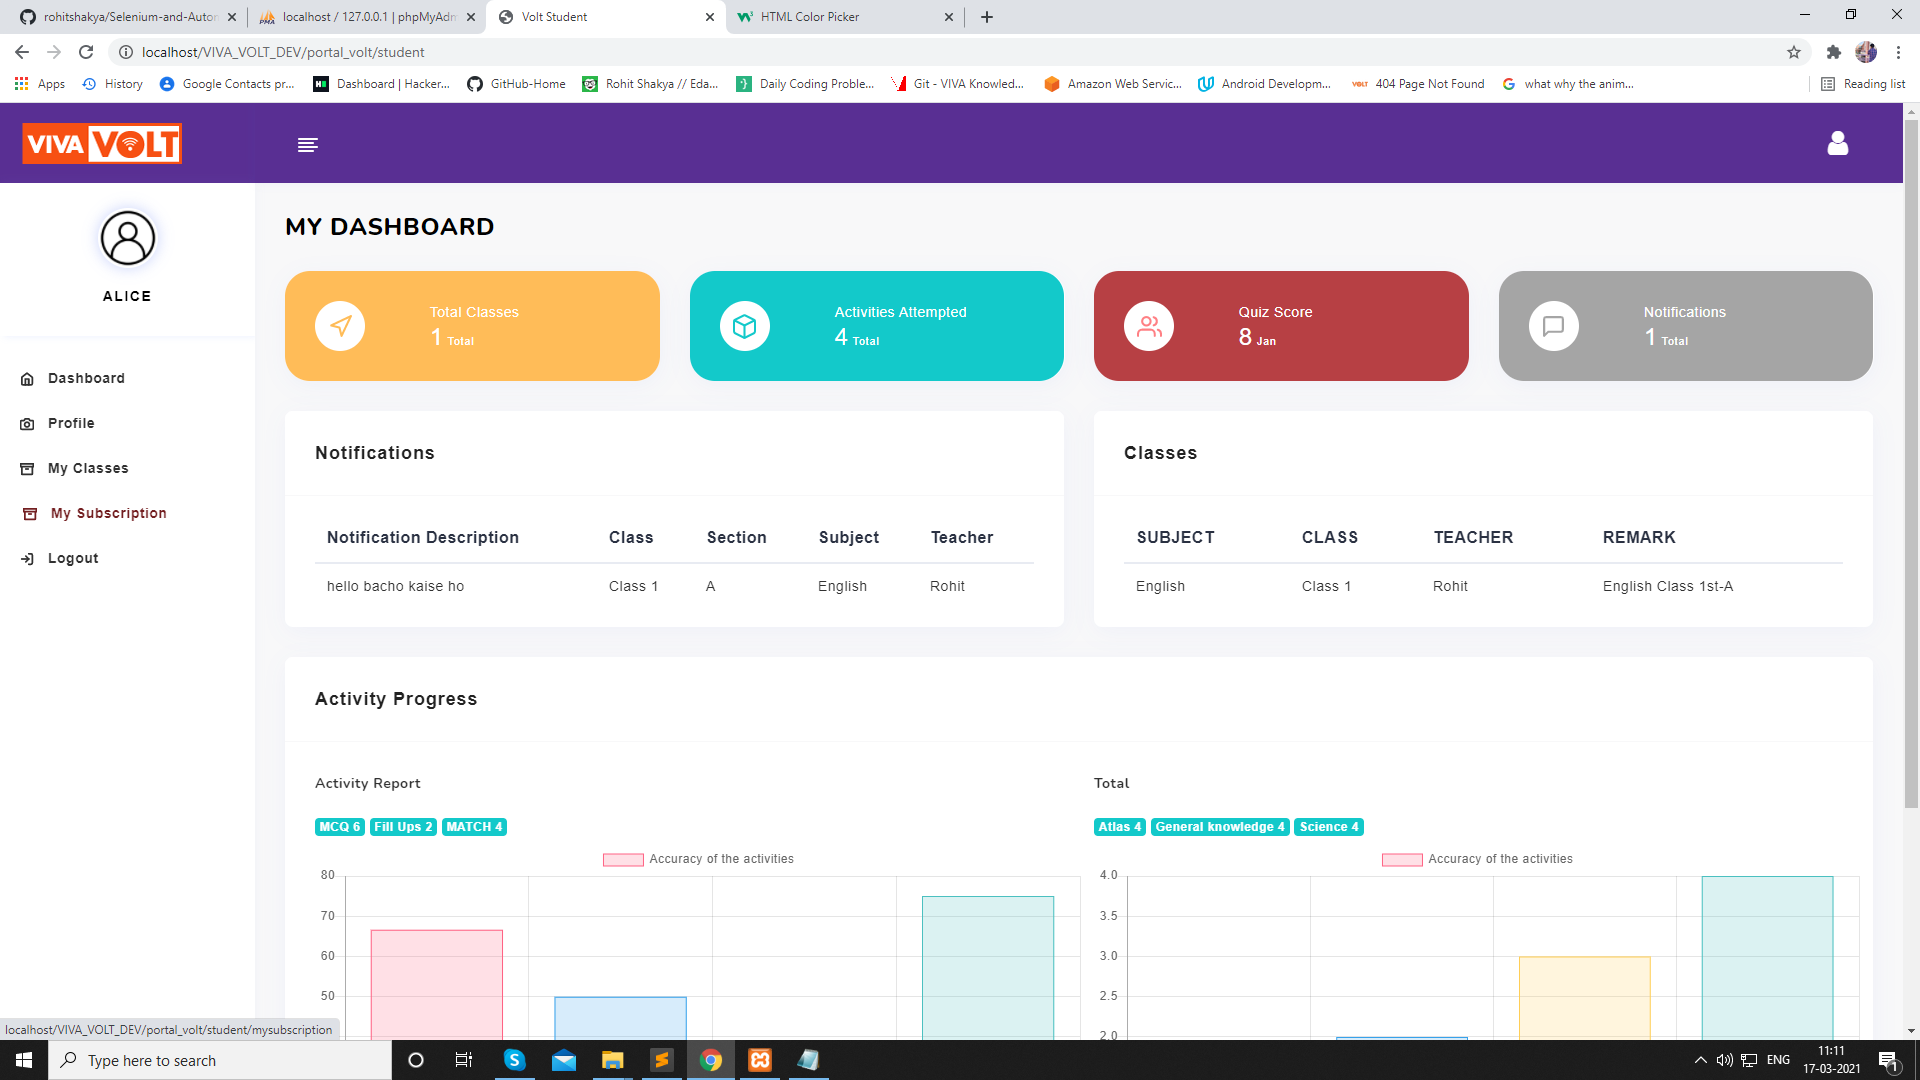 rohitshakya/Selenium-and-Auton
localhost / 127.0.0.1 | phpMyAdm
Volt Student
HTML Color Picker
localhost/VIVA_VOLT_DEV/portal_volt/student
Apps
History
Google Contacts pr...
Dashboard | Hacker...
GitHub-Home
Rohit Shakya // Eda...
Daily Coding Proble...
Git - VIVA Knowled...
Amazon Web Servic...
Android Developm...
404 Page Not Found
what why the anim...
Reading list
VIVA VOLT
ALICE
Dashboard
Profile
My Classes
My Subscription
Logout
MY DASHBOARD
Total Classes
1 Total
Activities Attempted
4 Total
Quiz Score
8 Jan
Notifications
1 Total
Notifications
Notification Description Class Section Subject Teacher
hello bacho kaise ho Class 1 A English Rohit
Classes
SUBJECT CLASS TEACHER REMARK
English Class 1 Rohit English Class 1st-A
Activity Progress
Activity Report
MCQ 6 Fill Ups 2 MATCH 4
Accuracy of the activities
80
70
60
50
Total
Atlas 4 General knowledge 4 Science 4
Accuracy of the activities
4.0
3.5
3.0
2.5
2.0
localhost/VIVA_VOLT_DEV/portal_volt/student/mysubscription
Type here to search
ENG
11:11
17-03-2021
1